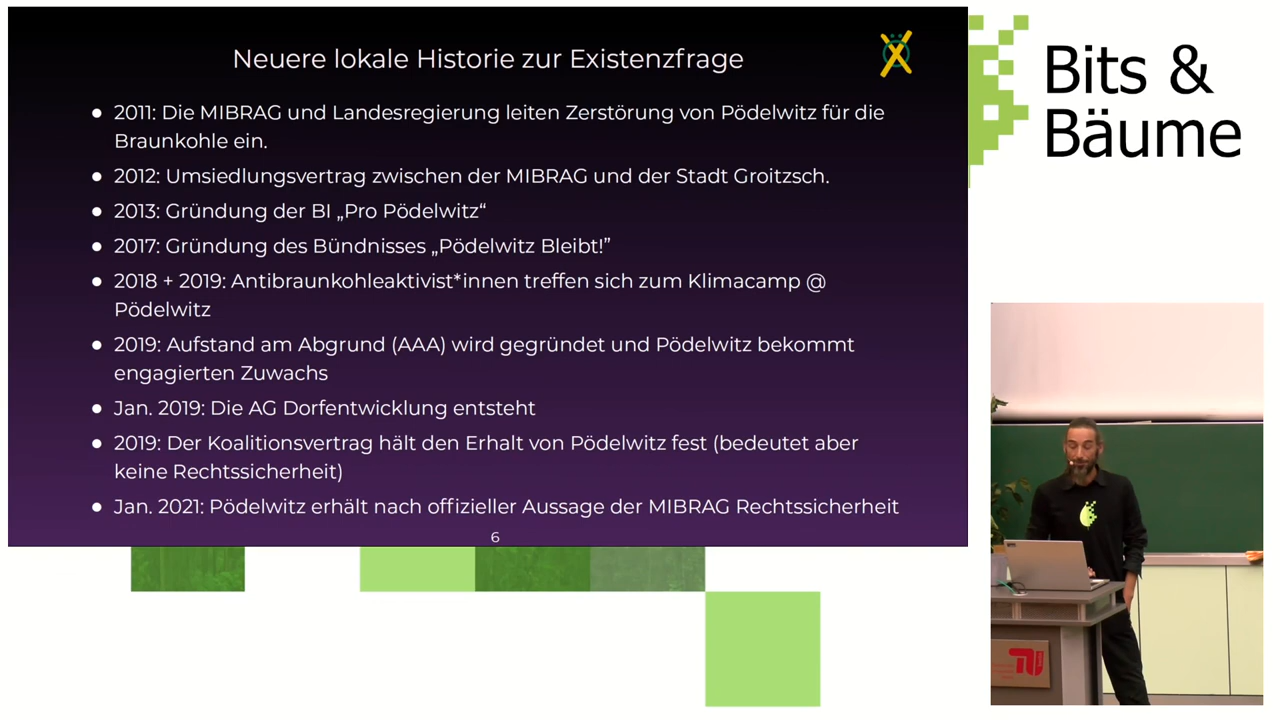 Neuere lokale Historie zur Existenzfrage
Bits &
Bäume
● 2011: Die MIBRAG und Landesregierung leiten Zerstörung von Pödelwitz für die
Braunkohle ein.
● 2012: Umsiedlungsvertrag zwischen der MIBRAG und der Stadt Groitzsch.
● 2013: Gründung der BI „Pro Pödelwitz“
● 2017: Gründung des Bündnisses „Pödelwitz Bleibt!”
● 2018 + 2019: Antibraunkohleaktivist*innen treffen sich zum Klimacamp @
Pödelwitz
● 2019: Aufstand am Abgrund (AAA) wird gegründet und Pödelwitz bekommt
engagierten Zuwachs
● Jan. 2019: Die AG Dorfentwicklung entsteht
● 2019: Der Koalitionsvertrag hält den Erhalt von Pödelwitz fest (bedeutet aber
keine Rechtssicherheit)
● Jan. 2021: Pödelwitz erhält nach offizieller Aussage der MIBRAG Rechtssicherheit
6